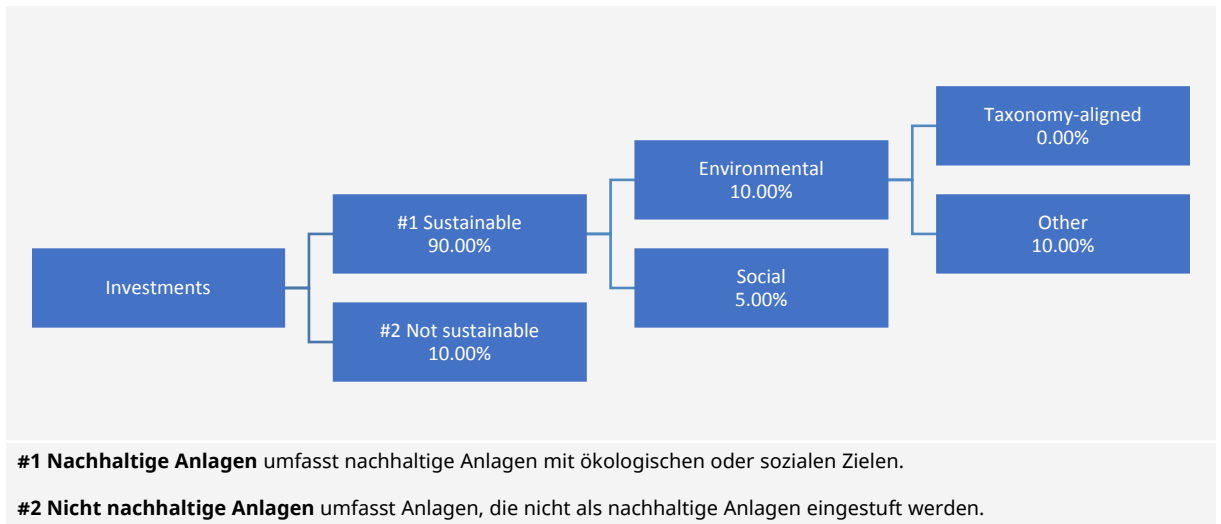 Investments
#1 Sustainable
90.00%
#2 Not sustainable
10.00%
Environmental
10.00%
Social
5.00%
Taxonomy-aligned
0.00%
Other
10.00%
#1 Nachhaltige Anlagen umfasst nachhaltige Anlagen mit ökologischen oder sozialen Zielen.
#2 Nicht nachhaltige Anlagen umfasst Anlagen, die nicht als nachhaltige Anlagen eingestuft werden.